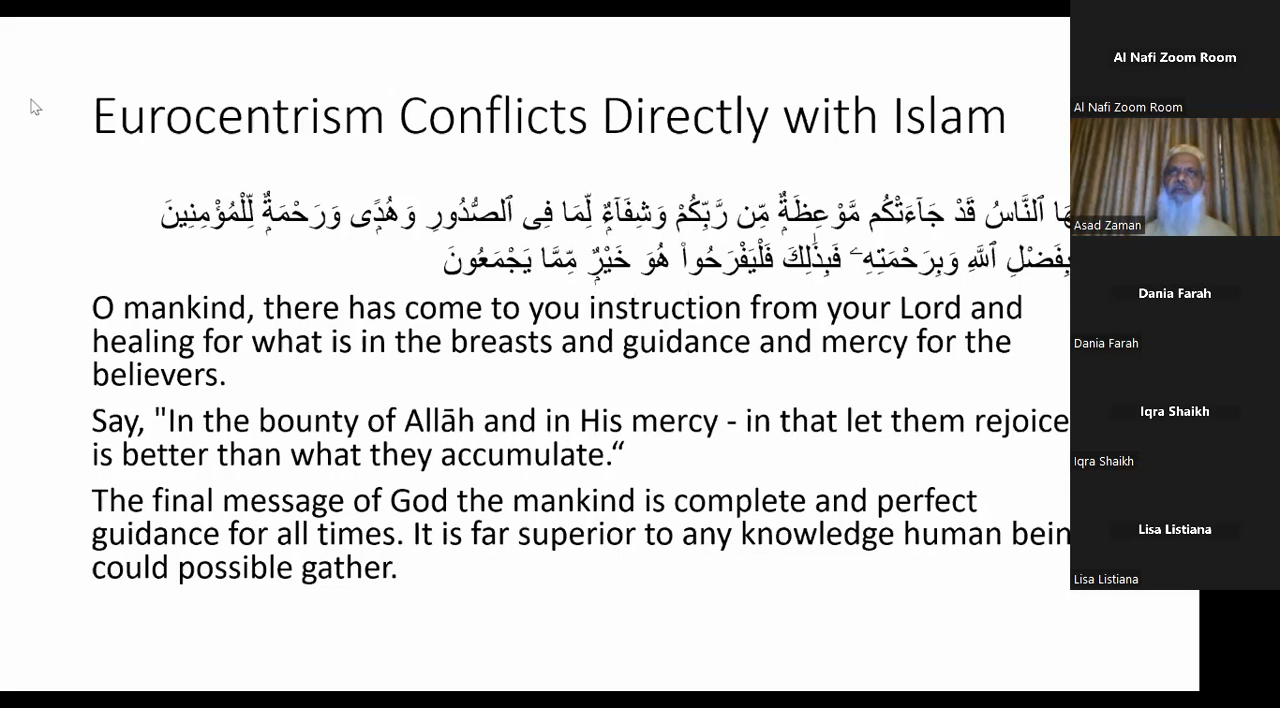 Eurocentrism Conflicts Directly with Islam
ٱلنَّاسُ قَدْ جَآءَتْكُم مَّوْعِظَةٌۭ مِّن رَّبِّكُمْ وَشِفَآءٌۭ لِّمَا فِى ٱلصُّدُورِ وَهُدًۭى وَرَحْمَةٌۭ لِّلْمُؤْمِنِينَ
بِفَضْلِ ٱللَّهِ وَبِرَحْمَتِهِۦ فَبِذَٰلِكَ فَلْيَفْرَحُوا۟ هُوَ خَيْرٌۭ مِّمَّا يَجْمَعُونَ
O mankind, there has come to you instruction from your Lord and
healing for what is in the breasts and guidance and mercy for the
believers.
Say, "In the bounty of Allāh and in His mercy - in that let them rejoice
is better than what they accumulate.“
The final message of God the mankind is complete and perfect
guidance for all times. It is far superior to any knowledge human bein
could possible gather.
Al Nafi Zoom Room
Al Nafi Zoom Room
Asad Zaman
Dania Farah
Dania Farah
Iqra Shaikh
Iqra Shaikh
Lisa Listiana
Lisa Listiana